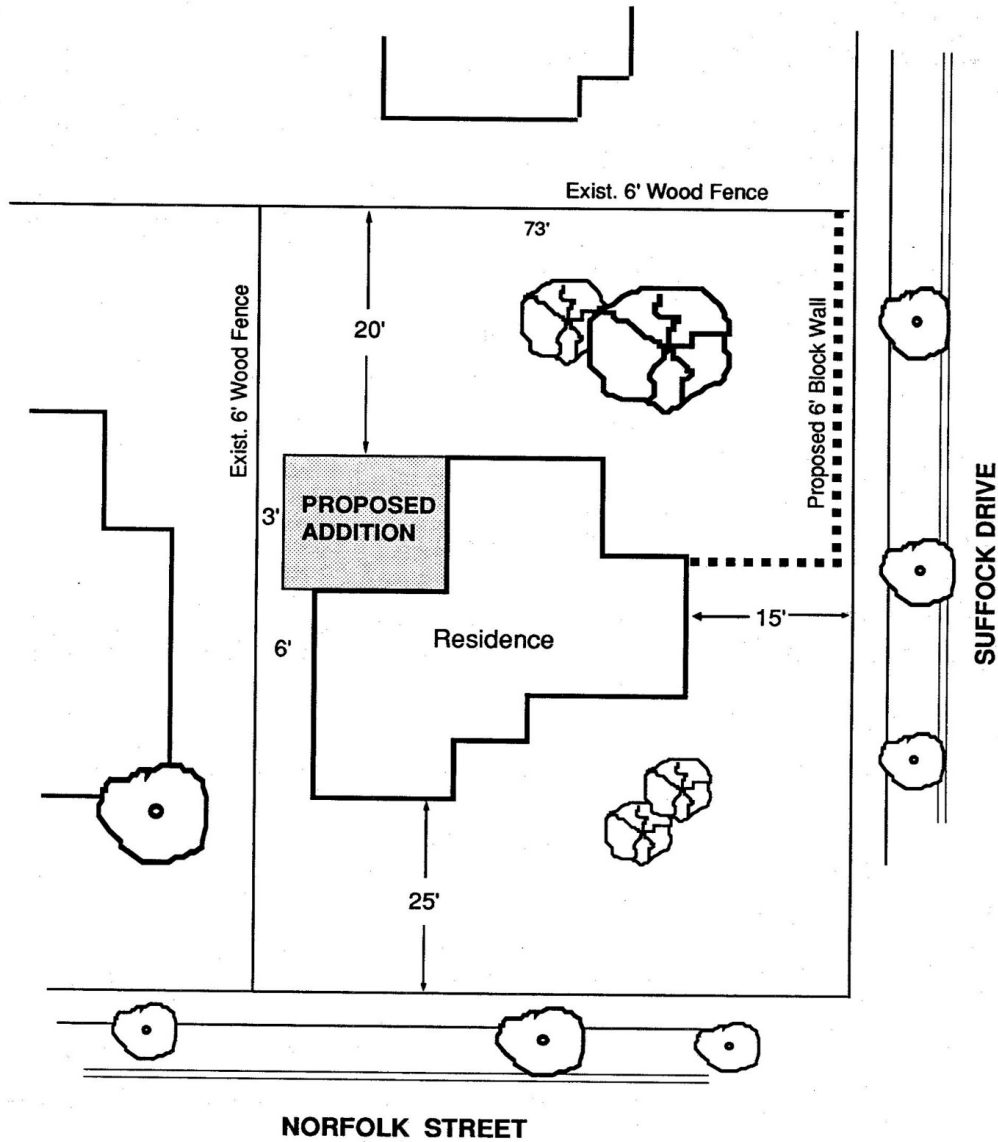 Exist. 6' Wood Fence
73'
Exist. 6' Wood Fence
20'
Proposed 6' Block Wall
3'
PROPOSED
ADDITION
15'
6'
Residence
SUFFOCK DRIVE
25'
NORFOLK STREET